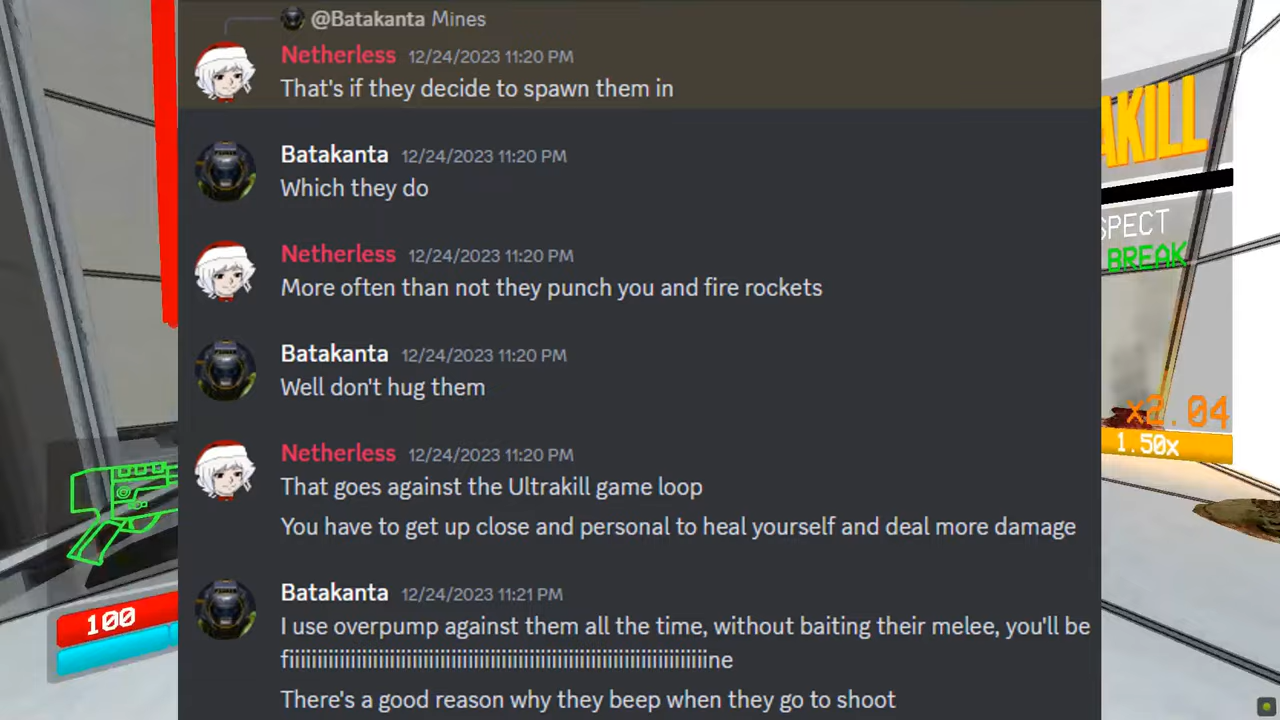 @Batakanta Mines
Netherless 12/24/2023 11:20 PM
That's if they decide to spawn them in
Batakanta 12/24/2023 11:20 PM
Which they do
Netherless 12/24/2023 11:20 PM
More often than not they punch you and fire rockets
Batakanta 12/24/2023 11:20 PM
Well don't hug them
Netherless 12/24/2023 11:20 PM
That goes against the Ultrakill game loop
You have to get up close and personal to heal yourself and deal more damage
Batakanta 12/24/2023 11:21 PM
I use overpump against them all the time, without baiting their melee, you'll be
fiiiiiiiiiiiiiiiiiiiiiiiiiiiiiiiiiiiiiiiiiiiiiiiiiiiiiiiiiiiiiiiiiiiiiiiiine
There's a good reason why they beep when they go to shoot
AKILL
SPECT
BREAK
x2.04
1.50x
100